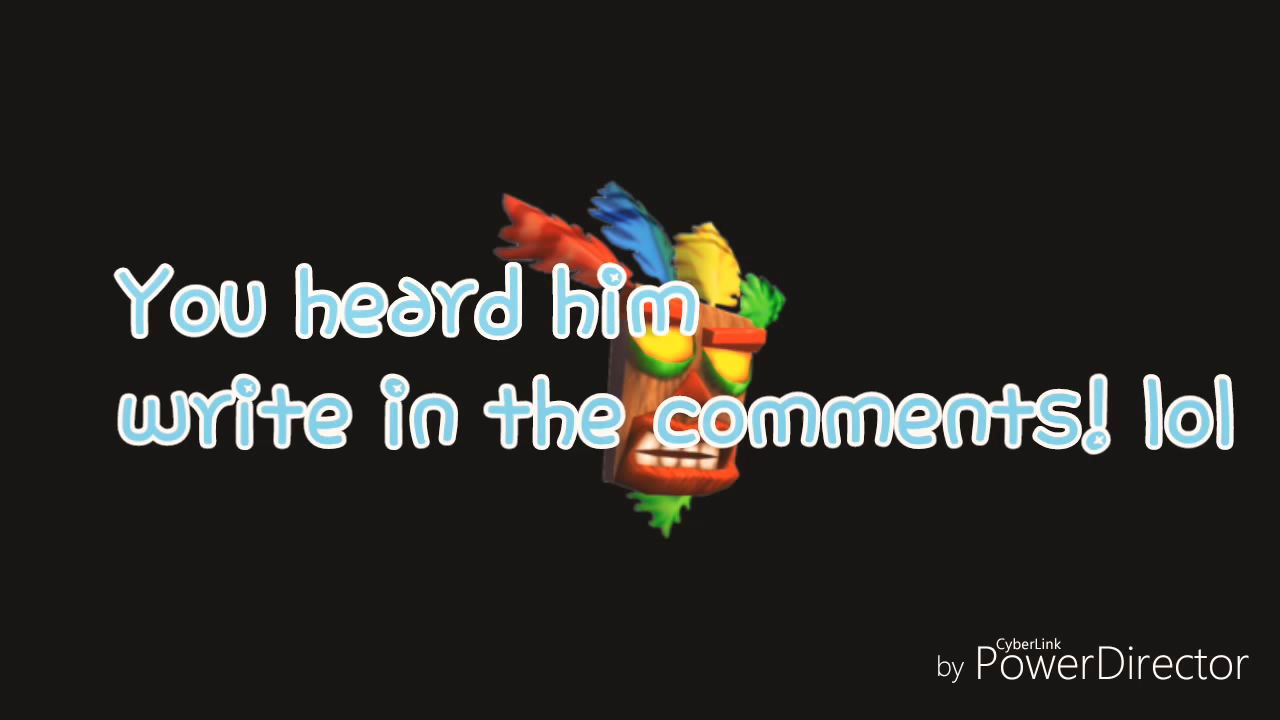 You heard him
write in the comments! lol
CyberLink
by PowerDirector